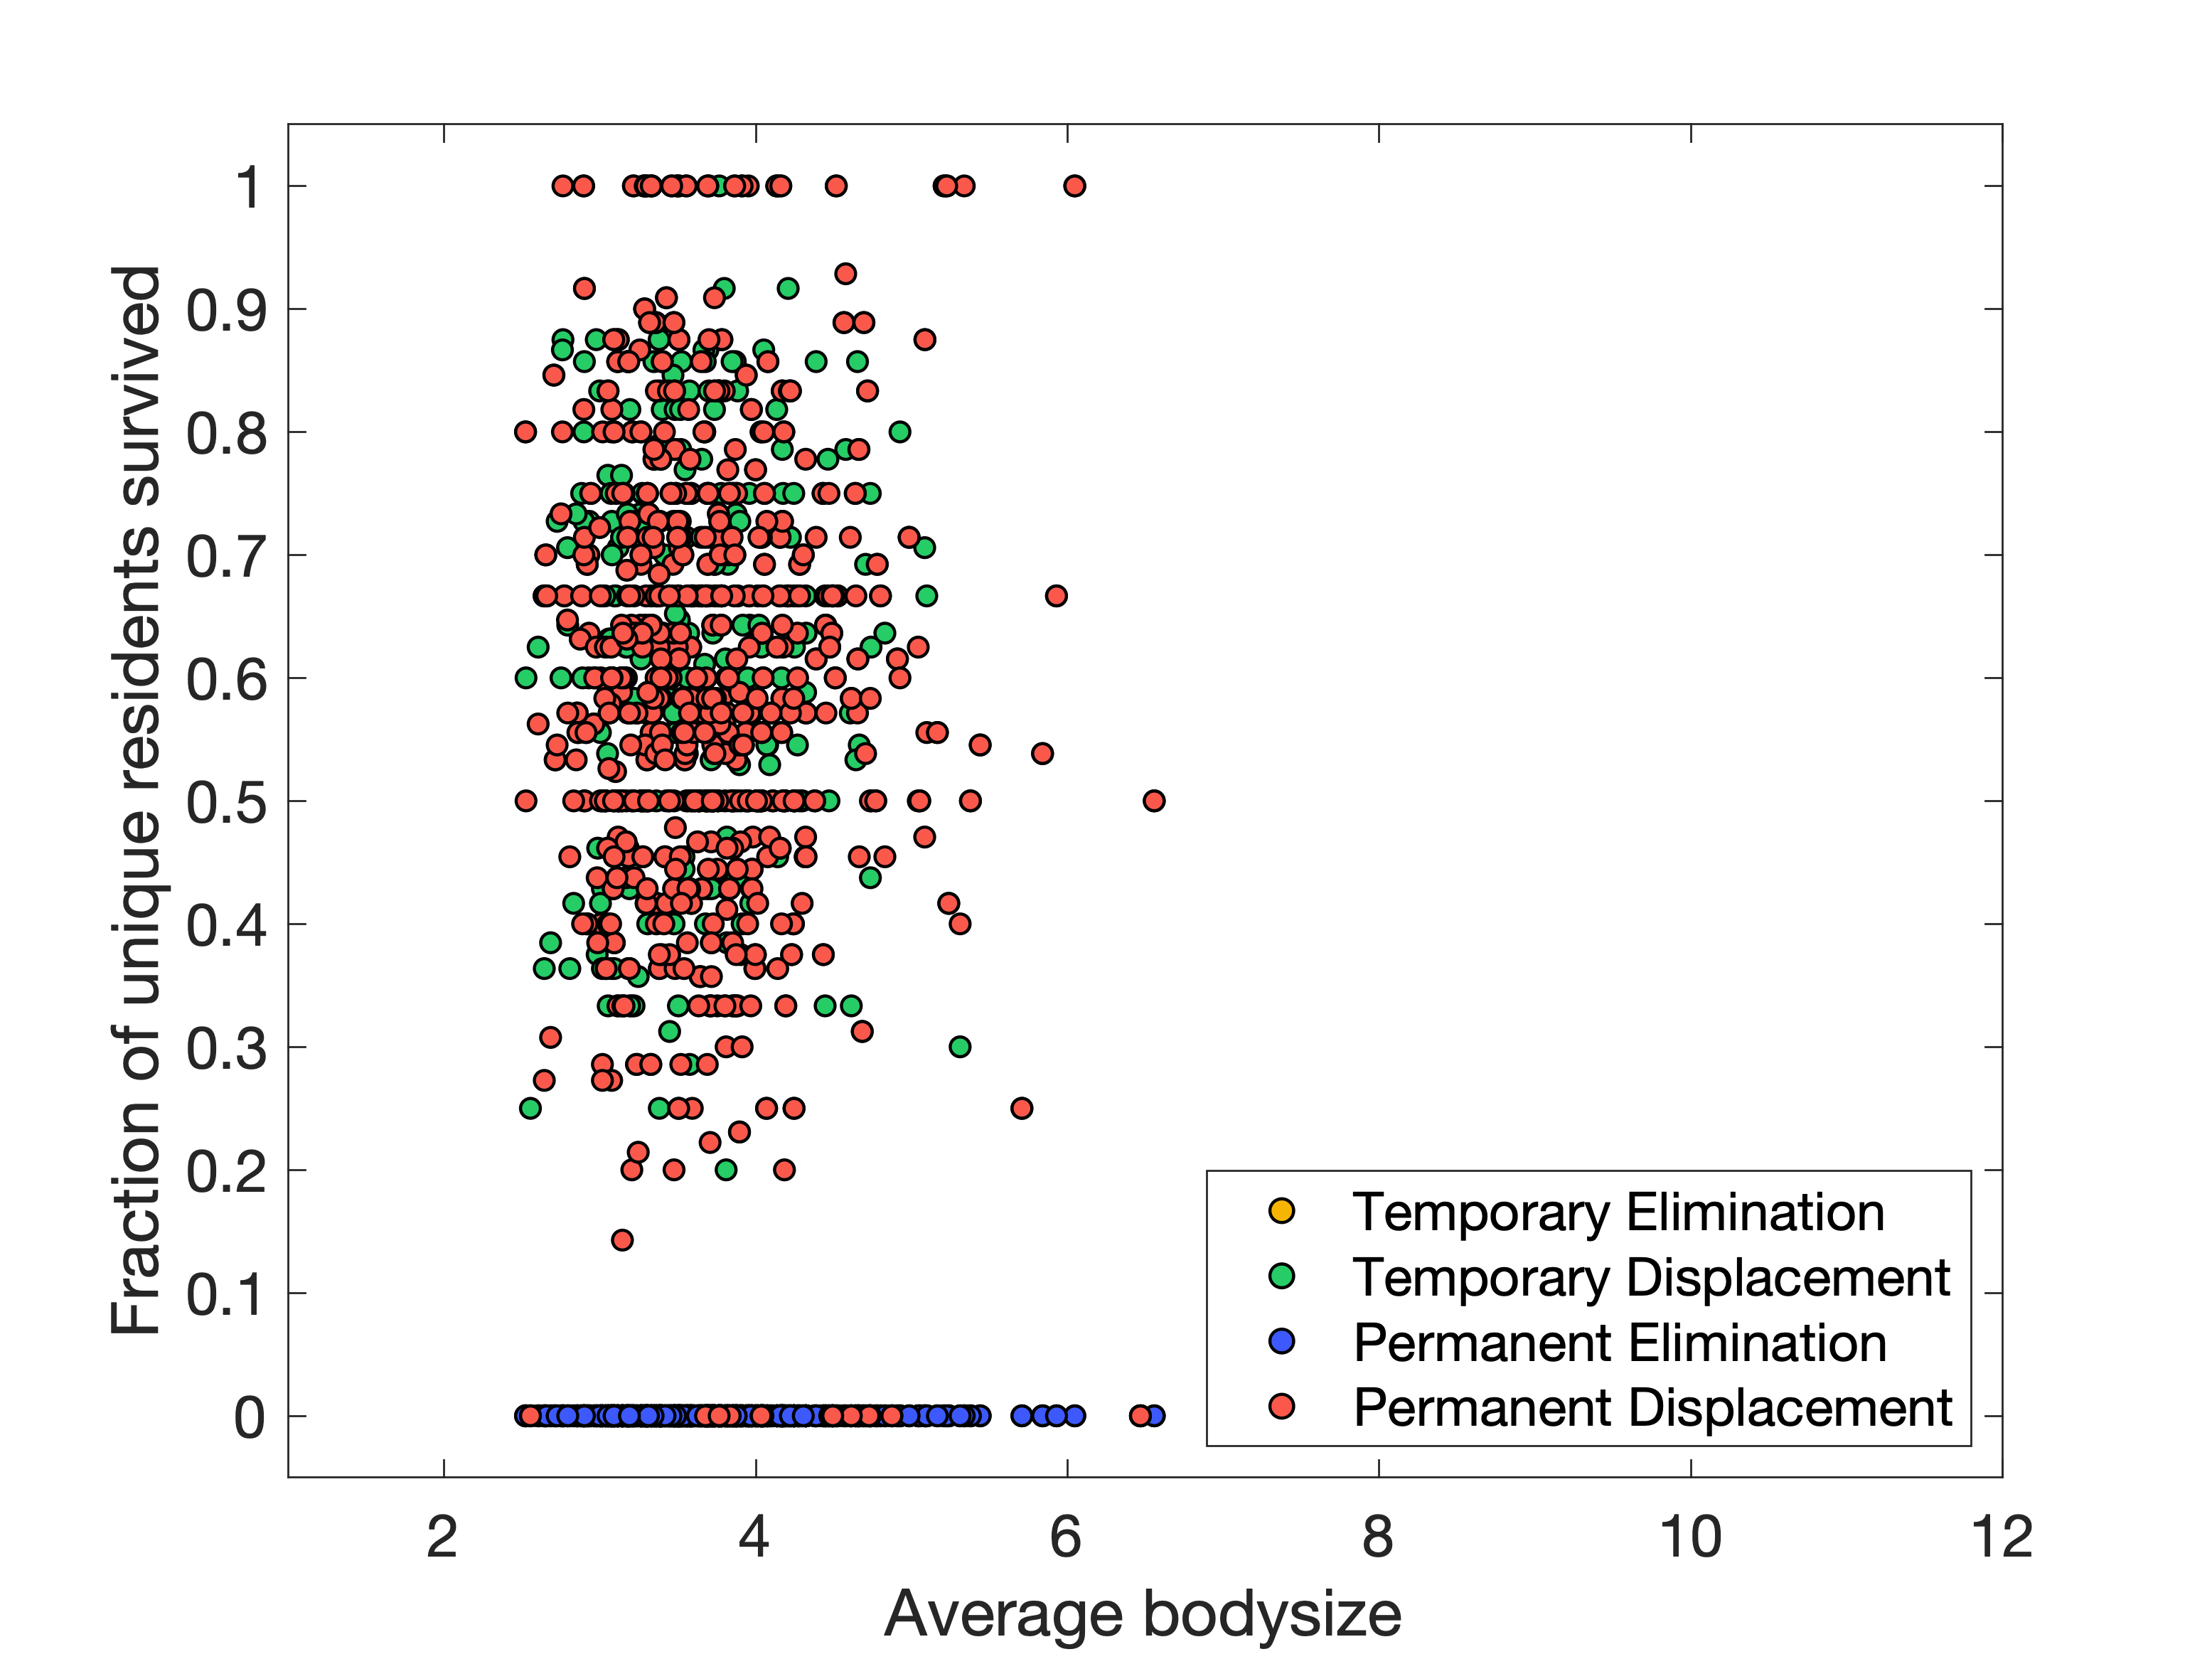 1
0.9
0.8
0.7
0.6
0.5
0.4
0.3
0.2
0.1
0
Fraction of unique residents survived
Temporary Elimination
Temporary Displacement
Permanent Elimination
Permanent Displacement
2 4 6 8 10 12
Average bodysize